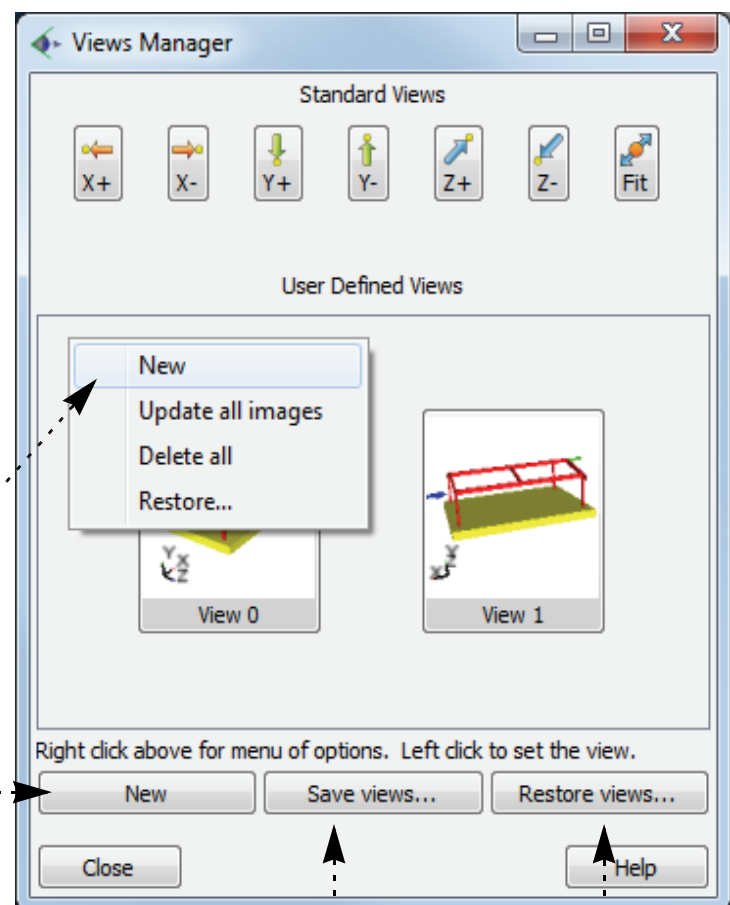 Views Manager
Standard Views
X+ X- Y+ Y- Z+ Z- Fit
User Defined Views
New
Update all images
Delete all
Restore...
Y X Z
Y Z X
View 0 View 1
Right click above for menu of options. Left click to set the view.
New Save views... Restore views...
Close Help